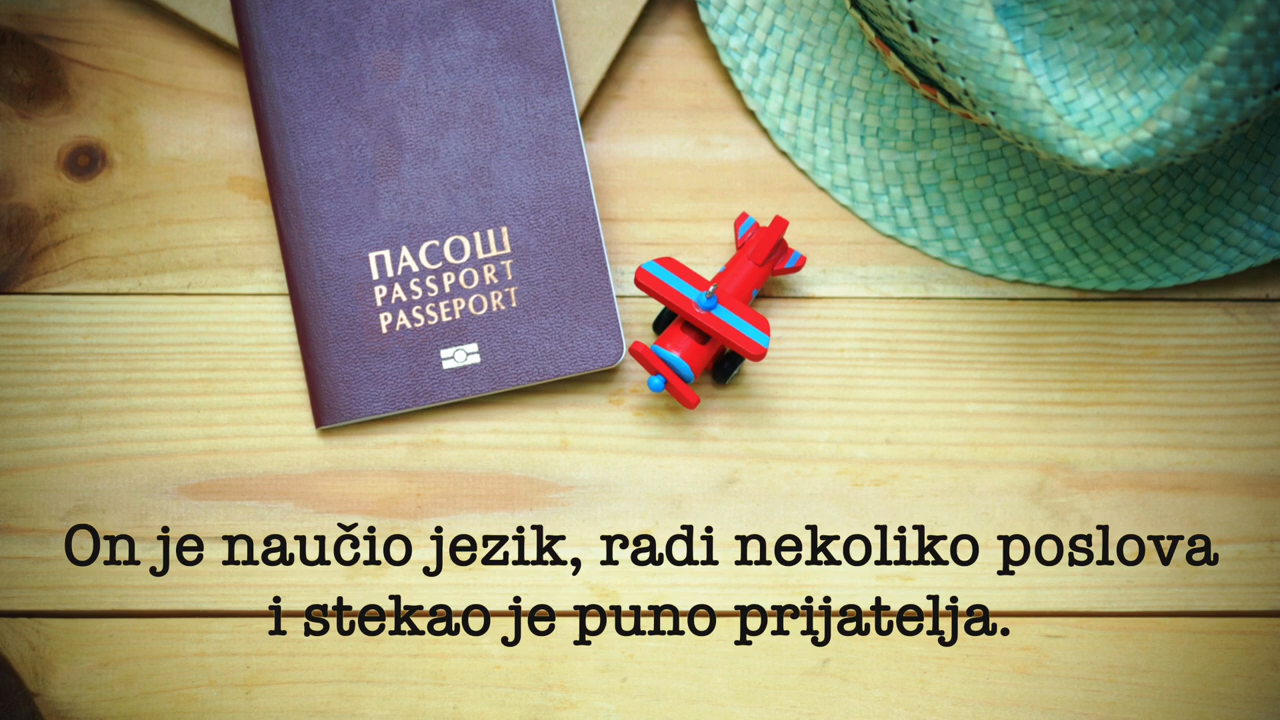 ПАСОШ
PASSPORT
PASSEPORT
On je naučio jezik, radi nekoliko poslova
i stekao je puno prijatelja.